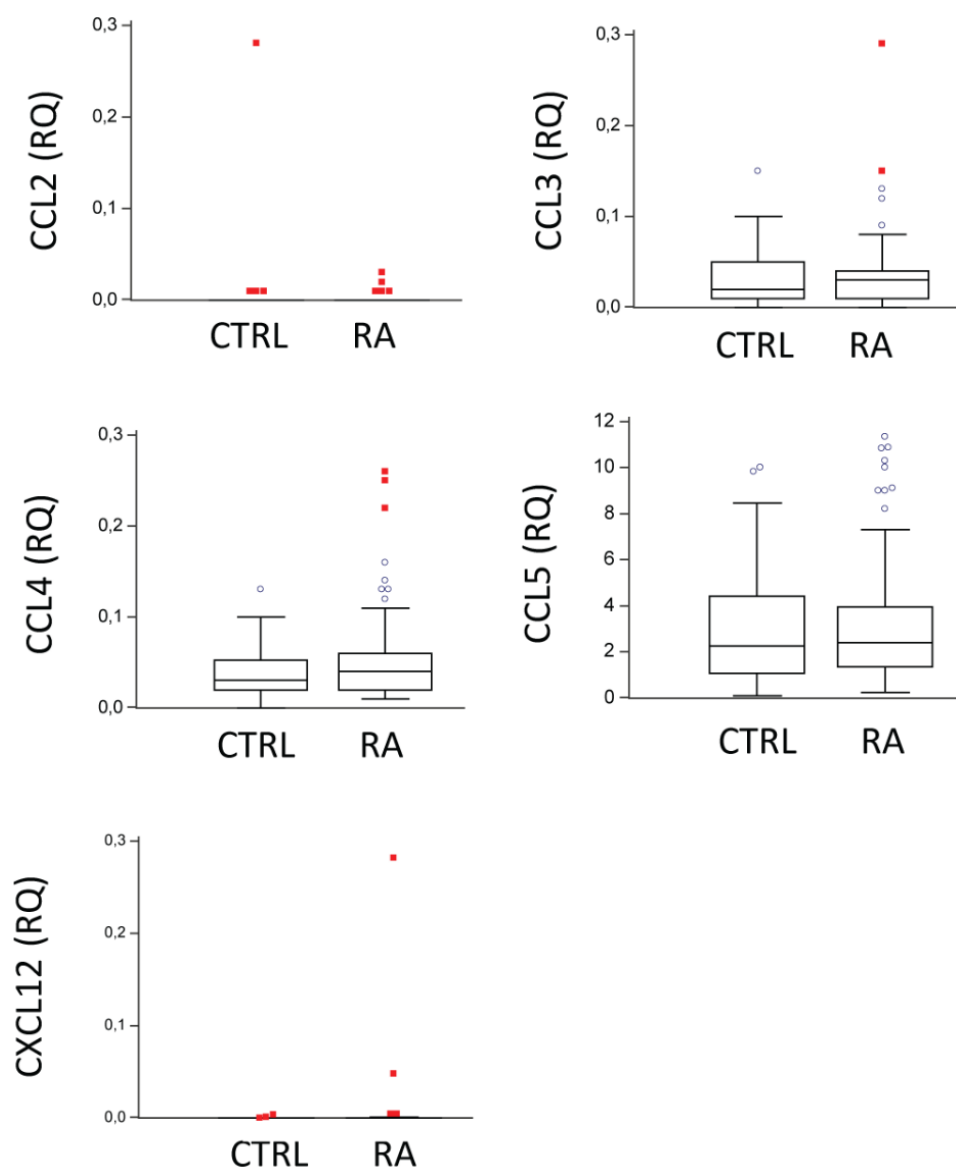 CCL2 (RQ)
0,3
0,2
0,1
0,0
CTRL RA
CCL3 (RQ)
0,3
0,2
0,1
0,0
CTRL RA
CCL4 (RQ)
0,3
0,2
0,1
0,0
CTRL RA
CCL5 (RQ)
12
10
8
6
4
2
0
CTRL RA
CXCL12 (RQ)
0,3
0,2
0,1
0,0
CTRL RA